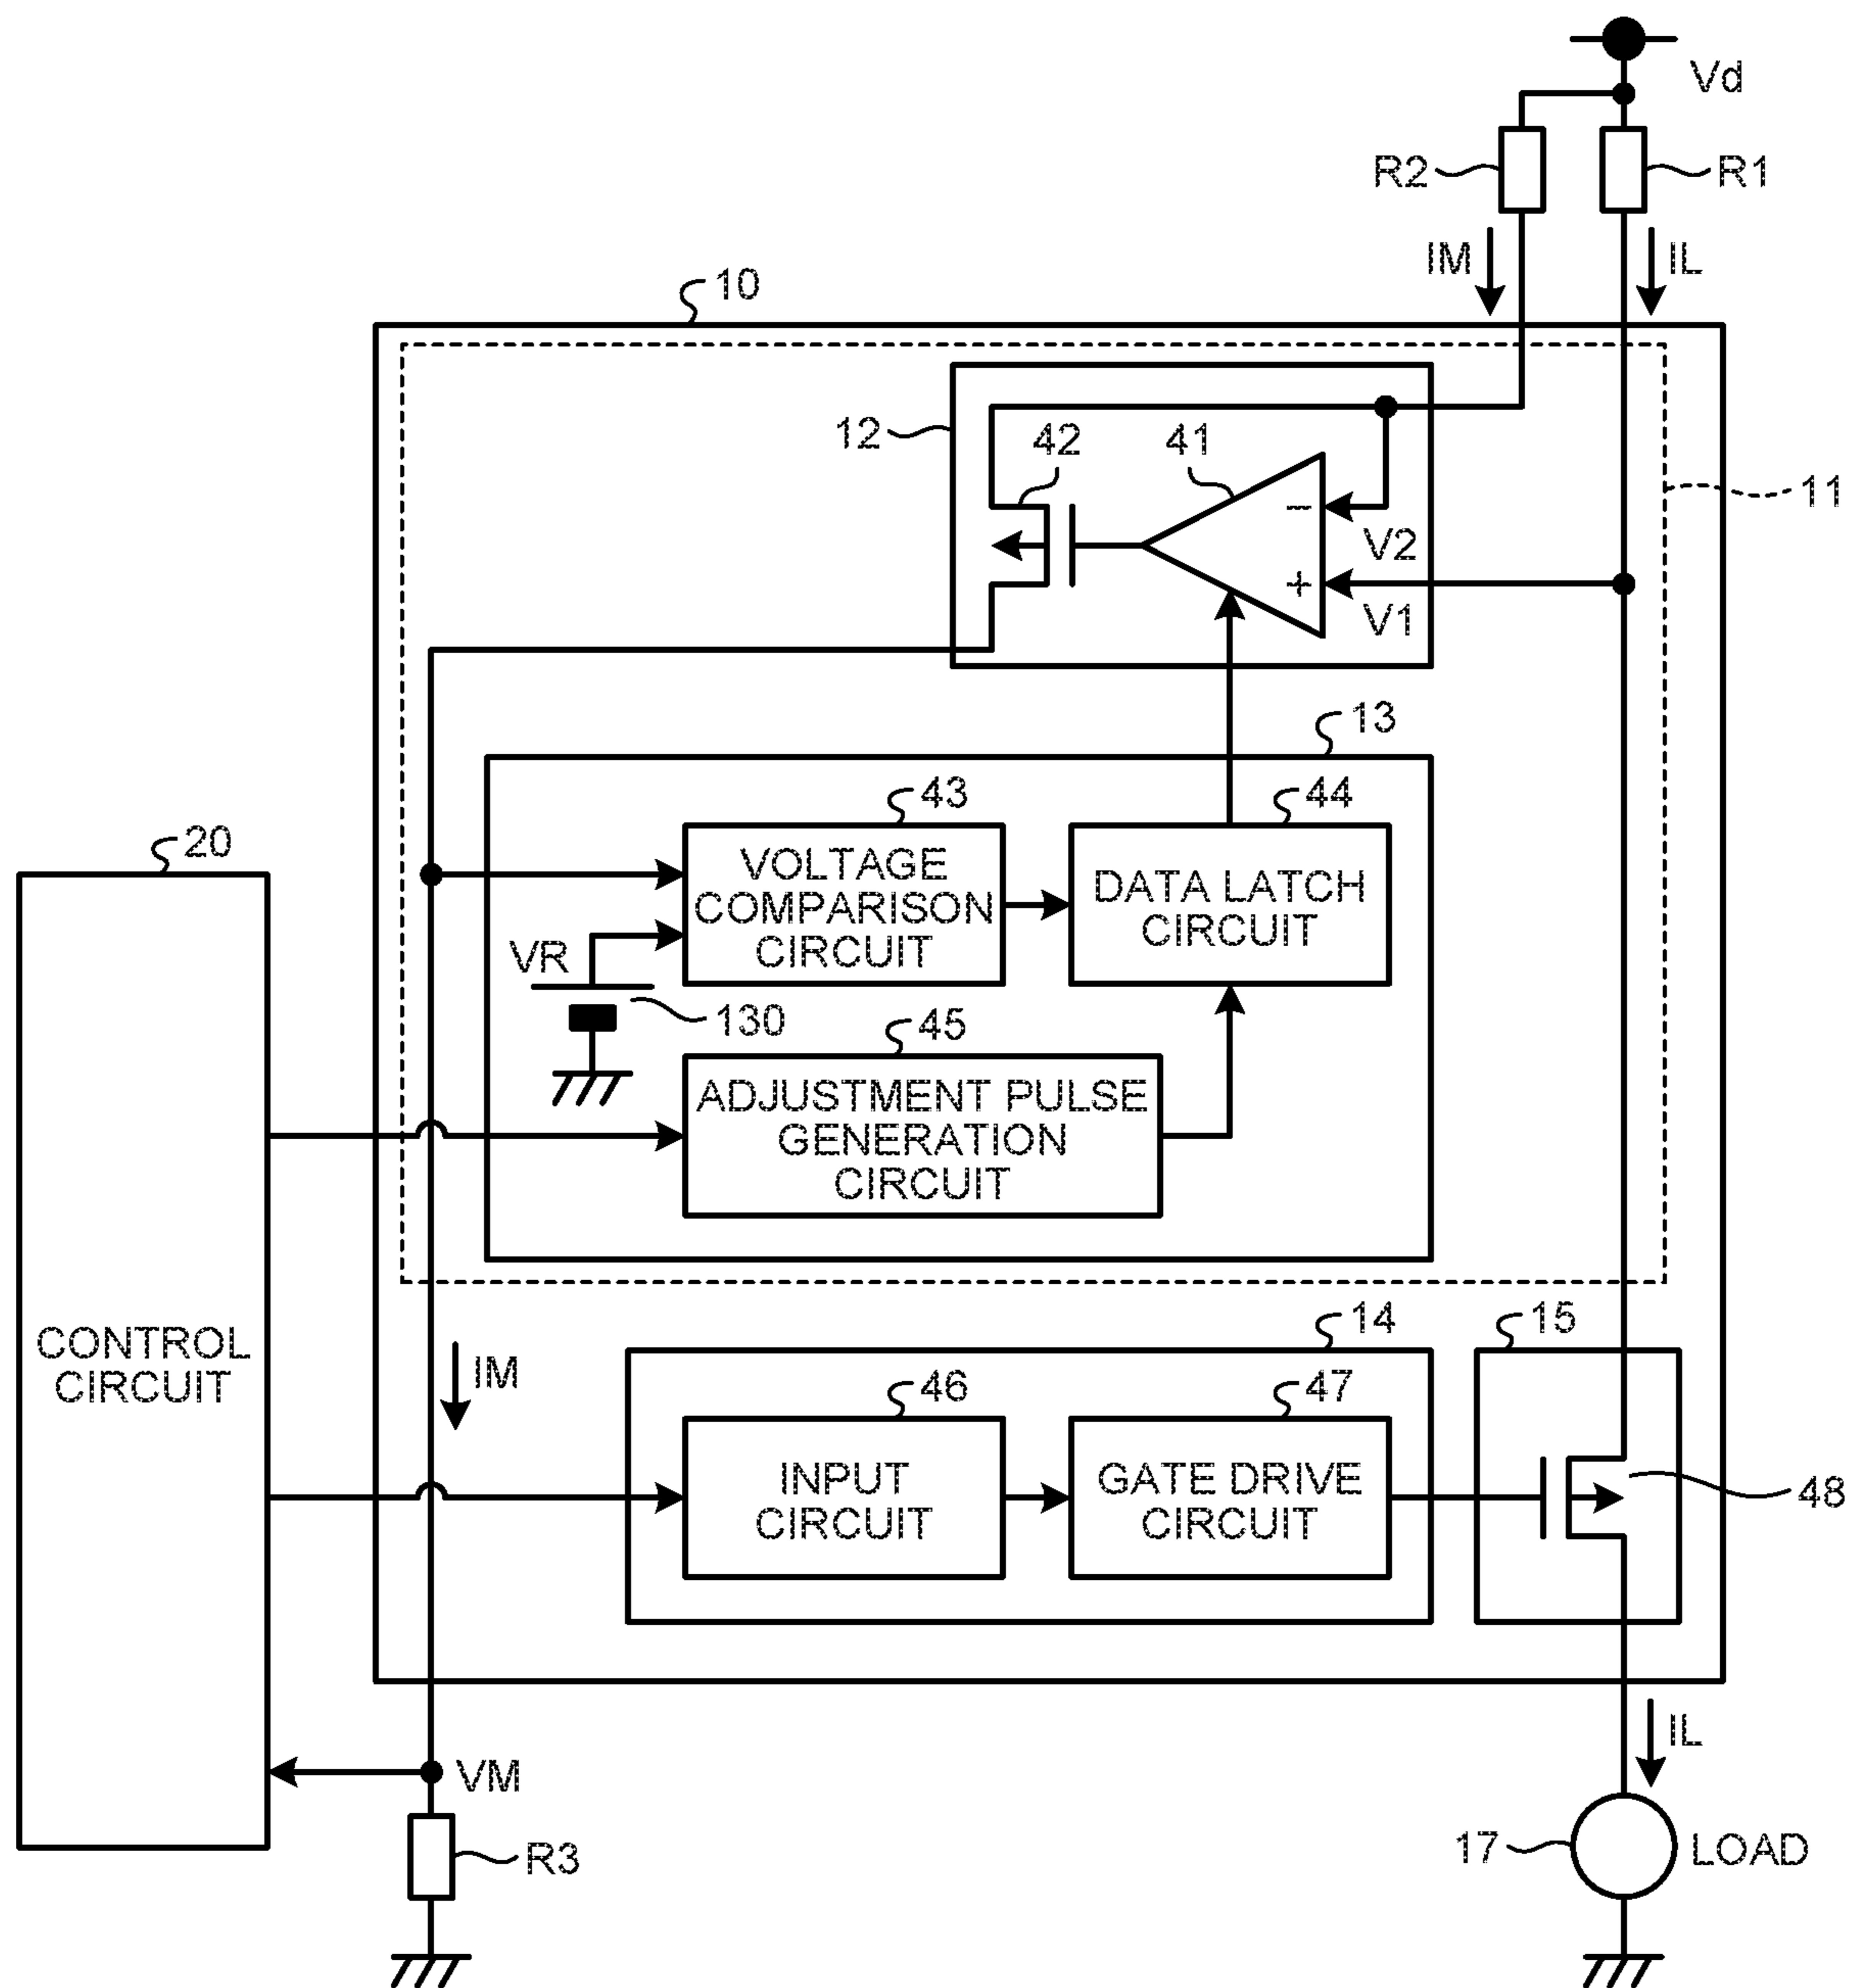 Vd
R2
R1
IM
IL
10
12
42
41
11
−
V2
+
V1
13
43
44
20
VOLTAGE
COMPARISON
CIRCUIT
DATA LATCH
CIRCUIT
VR
130
45
ADJUSTMENT PULSE
GENERATION
CIRCUIT
CONTROL
CIRCUIT
14
15
IM
46
47
INPUT
CIRCUIT
GATE DRIVE
CIRCUIT
48
IL
VM
R3
17
LOAD